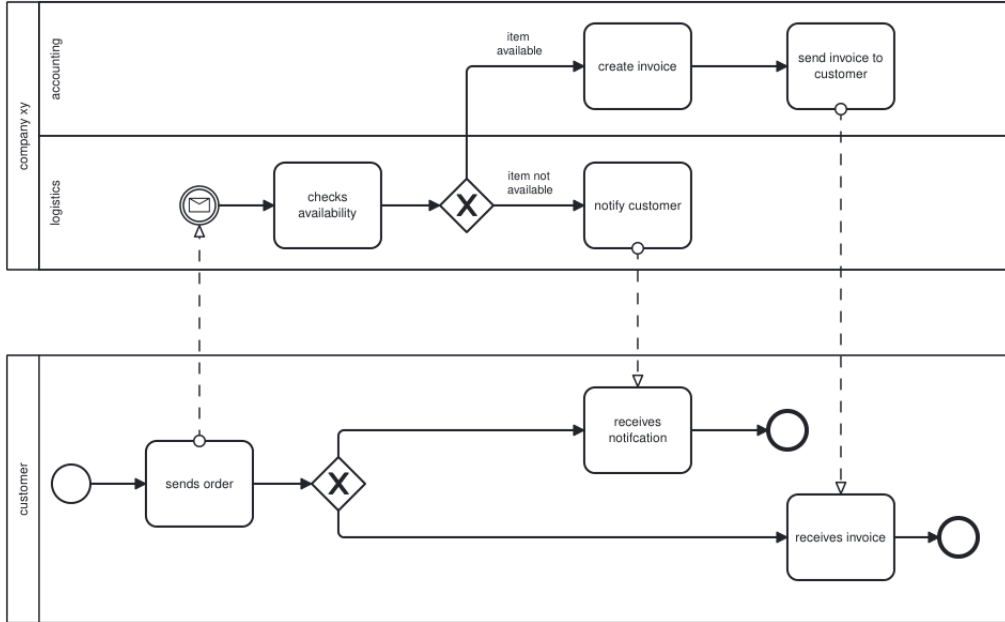 company xy
accounting
item
available
create invoice
send invoice to
customer
logistics
checks
availability
item not
available
notify customer
customer
sends order
receives
notifcation
receives invoice